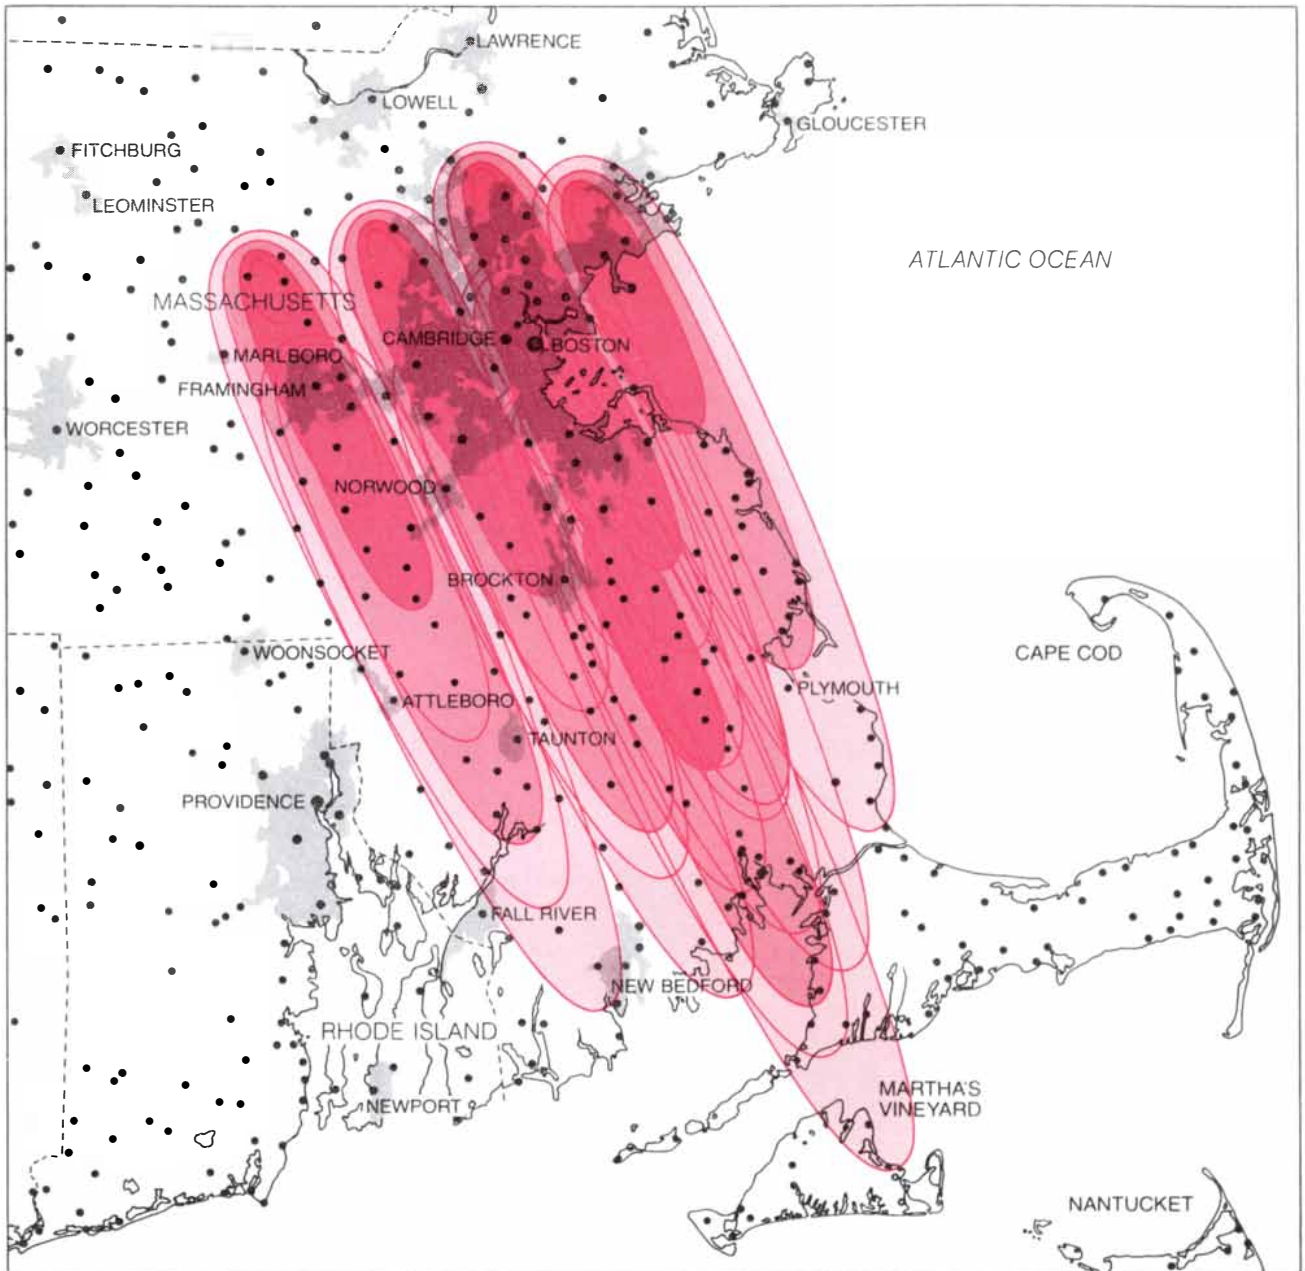 LAWRENCE
LOWELL
GLOUCESTER
FITCHBURG
LEOMINSTER
ATLANTIC OCEAN
MASSACHUSETTS
CAMBRIDGE
BOSTON
MARLBORO
FRAMINGHAM
WORCESTER
NORWOOD
BROCKTON
WOONSOCKET
CAPE COD
ATTLEBORO
PLYMOUTH
TAUNTON
PROVIDENCE
FALL RIVER
NEW BEDFORD
RHODE ISLAND
MARTHA'S
VINEYARD
NEWPORT
NANTUCKET